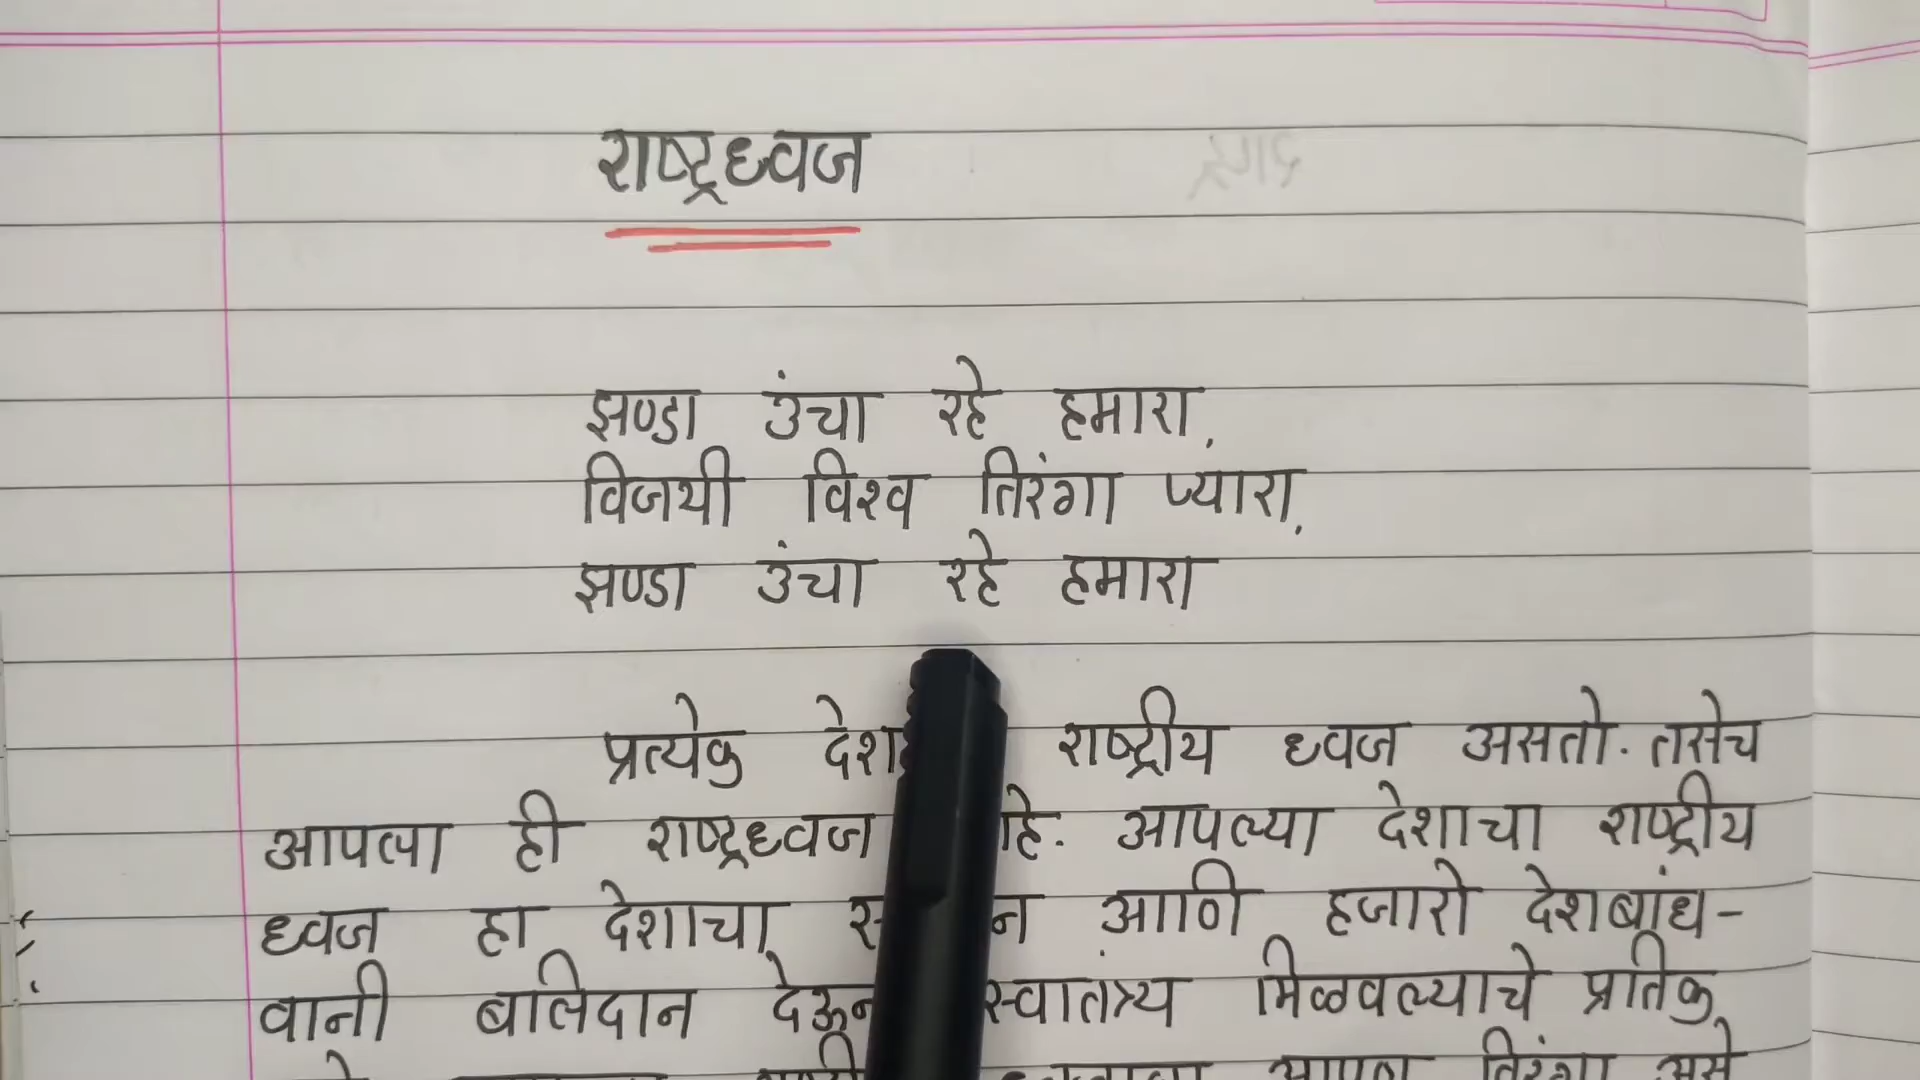 राष्ट्रध्वज
झण्डा उंचा रहे हमारा,
विजयी विश्व तिरंगा प्यारा,
झण्डा उंचा रहे हमारा
प्रत्येक राष्ट्रीय ध्वज असतो. तसेच
आपला ही राष्ट्रध्वज आपल्या देशाचा राष्ट्रीय
ध्वज हा देशाचा आणि हजारो देशबांध-
वानी बलिदान देऊन स्वातंत्र्य मिळवल्याचे प्रतिक
तिरंगा असे